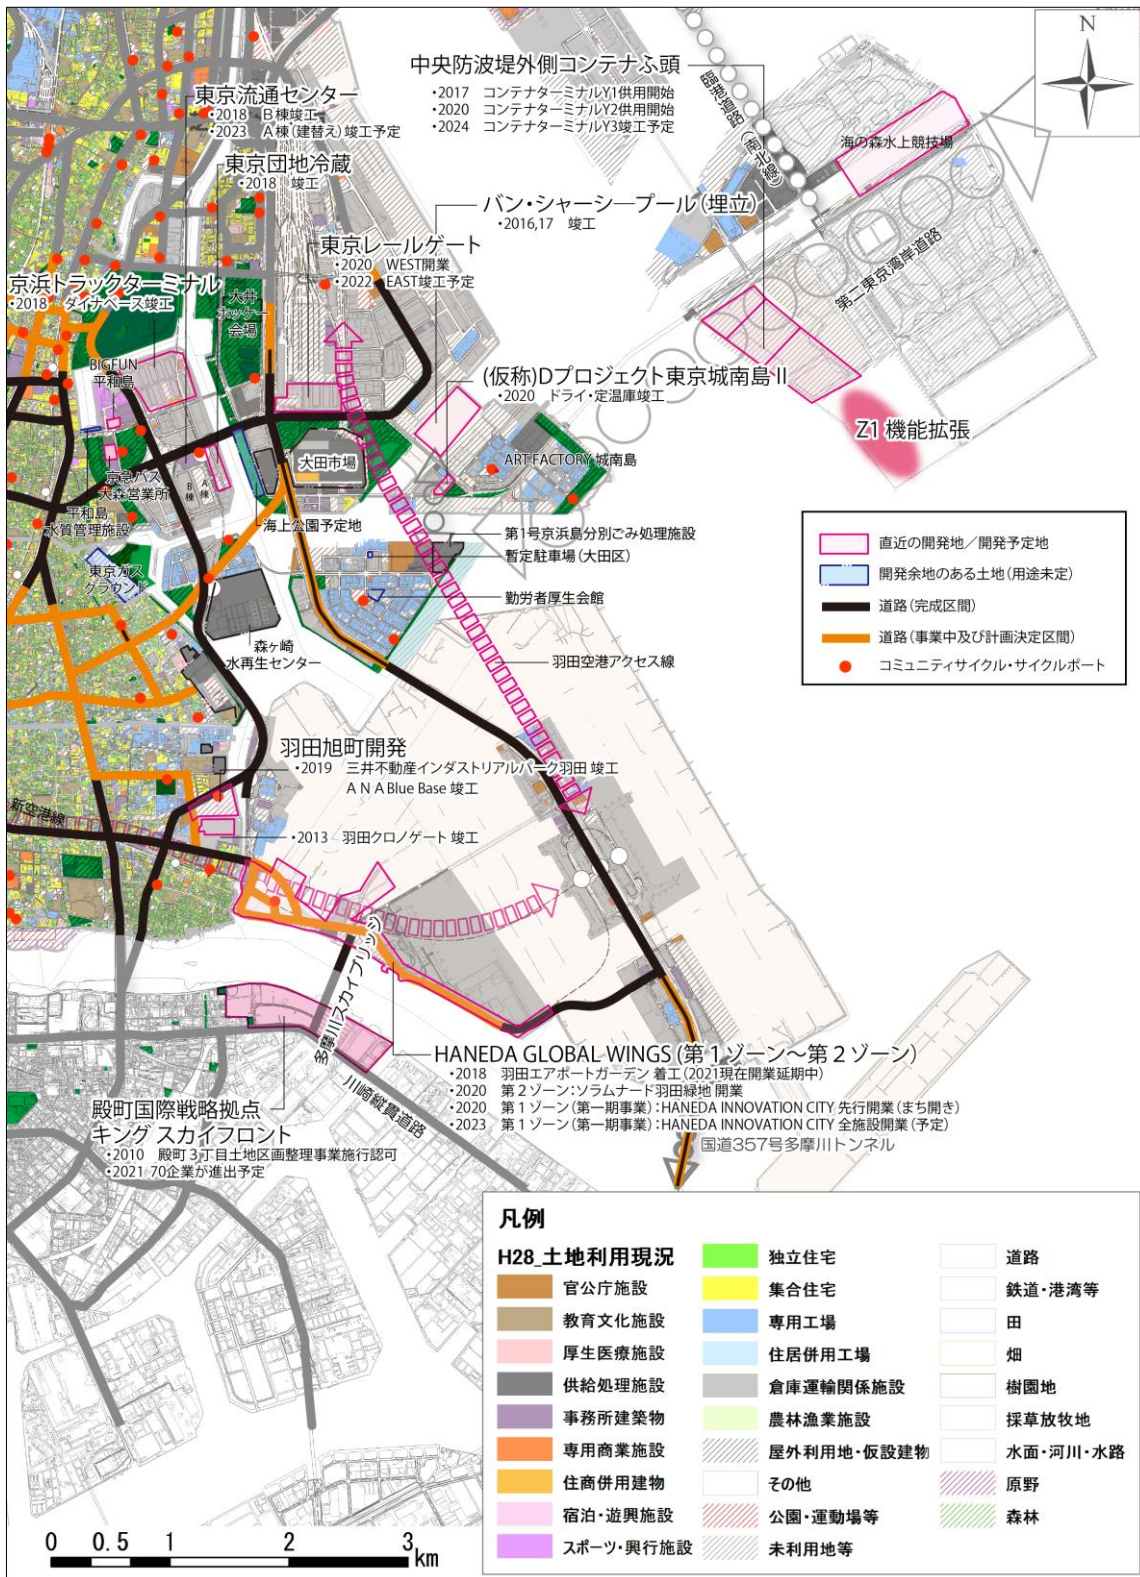 N
中央防波堤外側コンテナふ頭
・2017　コンテナターミナルY1供用開始
・2020　コンテナターミナルY2供用開始
・2024　コンテナターミナルY3竣工予定
臨港道路(南北線)
海の森水上競技場
第二東京湾岸道路
東京流通センター
・2018　B棟竣工
・2023　A棟(建替え)竣工予定
東京団地冷蔵
・2018　竣工
バン・シャーシープール(埋立)
・2016,17　竣工
東京レールゲート
・2020　WEST開業
・2022　EAST竣工予定
京浜トラックターミナル
・2018　ダイナベース竣工
大井
ホッケー
会場
BIGFUN
平和島
(仮称)Dプロジェクト東京城南島Ⅱ
・2020　ドライ・定温庫竣工
Z1 機能拡張
大田市場
ART FACTORY 城南島
京急バス
大森営業所
B棟
A棟
平和島
水質管理施設
海上公園予定地
第1号京浜島分別ごみ処理施設
暫定駐車場(大田区)
東京ガス
グラウンド
勤労者厚生会館
森ヶ崎
水再生センター
羽田空港アクセス線
直近の開発地／開発予定地
開発余地のある土地(用途未定)
道路(完成区間)
道路(事業中及び計画決定区間)
コミュニティサイクル・サイクルポート
羽田旭町開発
・2019　三井不動産インダストリアルパーク羽田 竣工
ANA Blue Base 竣工
新空港線
・2013　羽田クロノゲート 竣工
多摩川スカイブリッジ
川崎縦貫道路
HANEDA GLOBAL WINGS (第1ゾーン～第2ゾーン)
・2018　羽田エアポートガーデン 着工(2021現在開業延期中)
・2020　第2ゾーン：ソラムナード羽田緑地 開業
・2020　第1ゾーン(第一期事業)：HANEDA INNOVATION CITY 先行開業(まち開き)
・2023　第1ゾーン(第一期事業)：HANEDA INNOVATION CITY 全施設開業(予定)
国道357号多摩川トンネル
殿町国際戦略拠点
キング スカイフロント
・2010　殿町3丁目土地区画整理事業施行認可
・2021 70企業が進出予定
凡例
H28_土地利用現況
官公庁施設
教育文化施設
厚生医療施設
供給処理施設
事務所建築物
専用商業施設
住商併用建物
宿泊・遊興施設
スポーツ・興行施設
独立住宅
集合住宅
専用工場
住居併用工場
倉庫運輸関係施設
農林漁業施設
屋外利用地・仮設建物
その他
公園・運動場等
未利用地等
道路
鉄道・港湾等
田
畑
樹園地
採草放牧地
水面・河川・水路
原野
森林
0 0.5 1 2 3
km